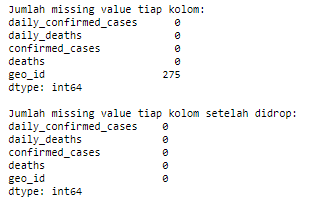 Jumlah missing value tiap kolom:
daily_confirmed_cases 0
daily_deaths 0
confirmed_cases 0
deaths 0
geo_id 275
dtype: int64
Jumlah missing value tiap kolom setelah didrop:
daily_confirmed_cases 0
daily_deaths 0
confirmed_cases 0
deaths 0
geo_id 0
dtype: int64